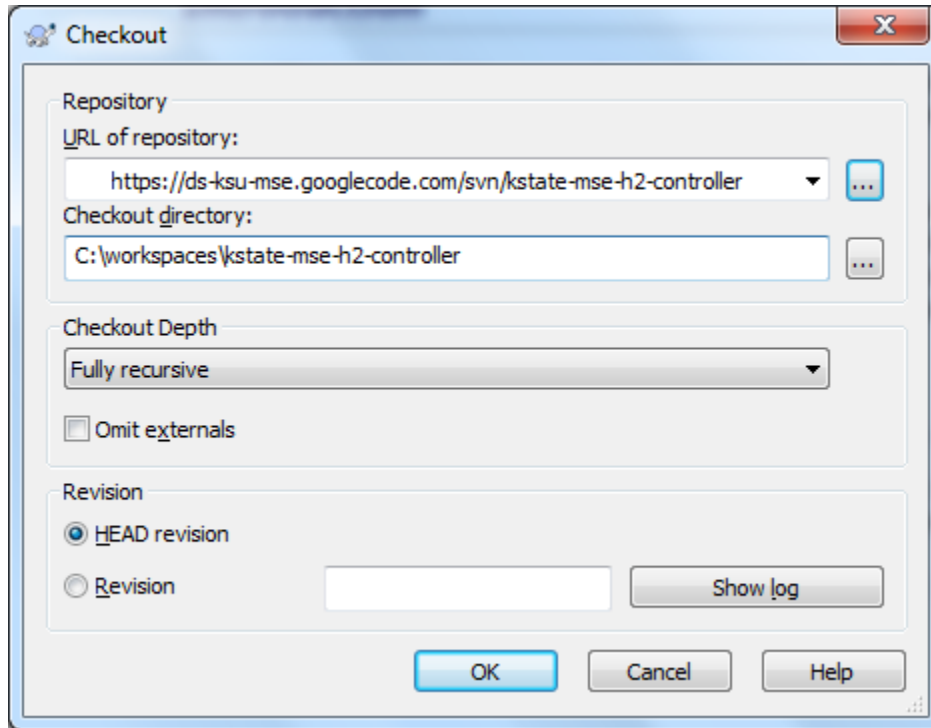 Checkout
Repository
URL of repository:
https://ds-ksu-mse.googlecode.com/svn/kstate-mse-h2-controller
...
Checkout directory:
C:\workspaces\kstate-mse-h2-controller
...
Checkout Depth
Fully recursive
Omit externals
Revision
HEAD revision
Revision
Show log
OK
Cancel
Help